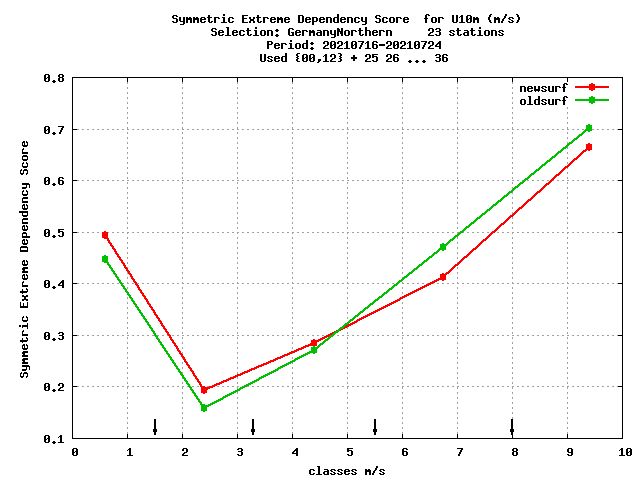 Symmetric Extreme Dependency Score  for U10m (m/s)
Selection: GermanyNorthern     23 stations
Period: 20210716-20210724
Used {00,12} + 25 26 ... 36
newsurf
oldsurf
Symmetric Extreme Dependency Score
0.8
0.7
0.6
0.5
0.4
0.3
0.2
0.1
0 1 2 3 4 5 6 7 8 9 10
classes m/s